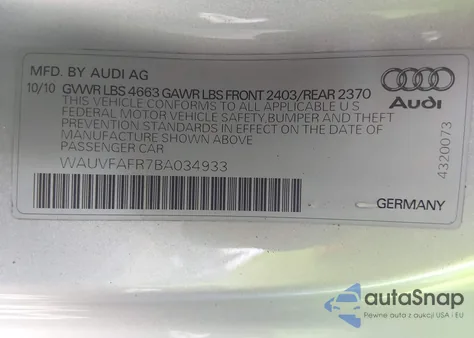 MFD. BY AUDI AG
10/10 GVWR LBS 4663 GAWR LBS FRONT 2403/REAR 2370
THIS VEHICLE CONFORMS TO ALL APPLICABLE U S
FEDERAL MOTOR VEHICLE SAFETY, BUMPER AND THEFT
PREVENTION STANDARDS IN EFFECT ON THE DATE OF
MANUFACTURE SHOWN ABOVE
PASSENGER CAR
WAUVFAFR7BA034933
GERMANY
Audi
4320073
autoSnap
Pewne auto z aukcji USA i EU